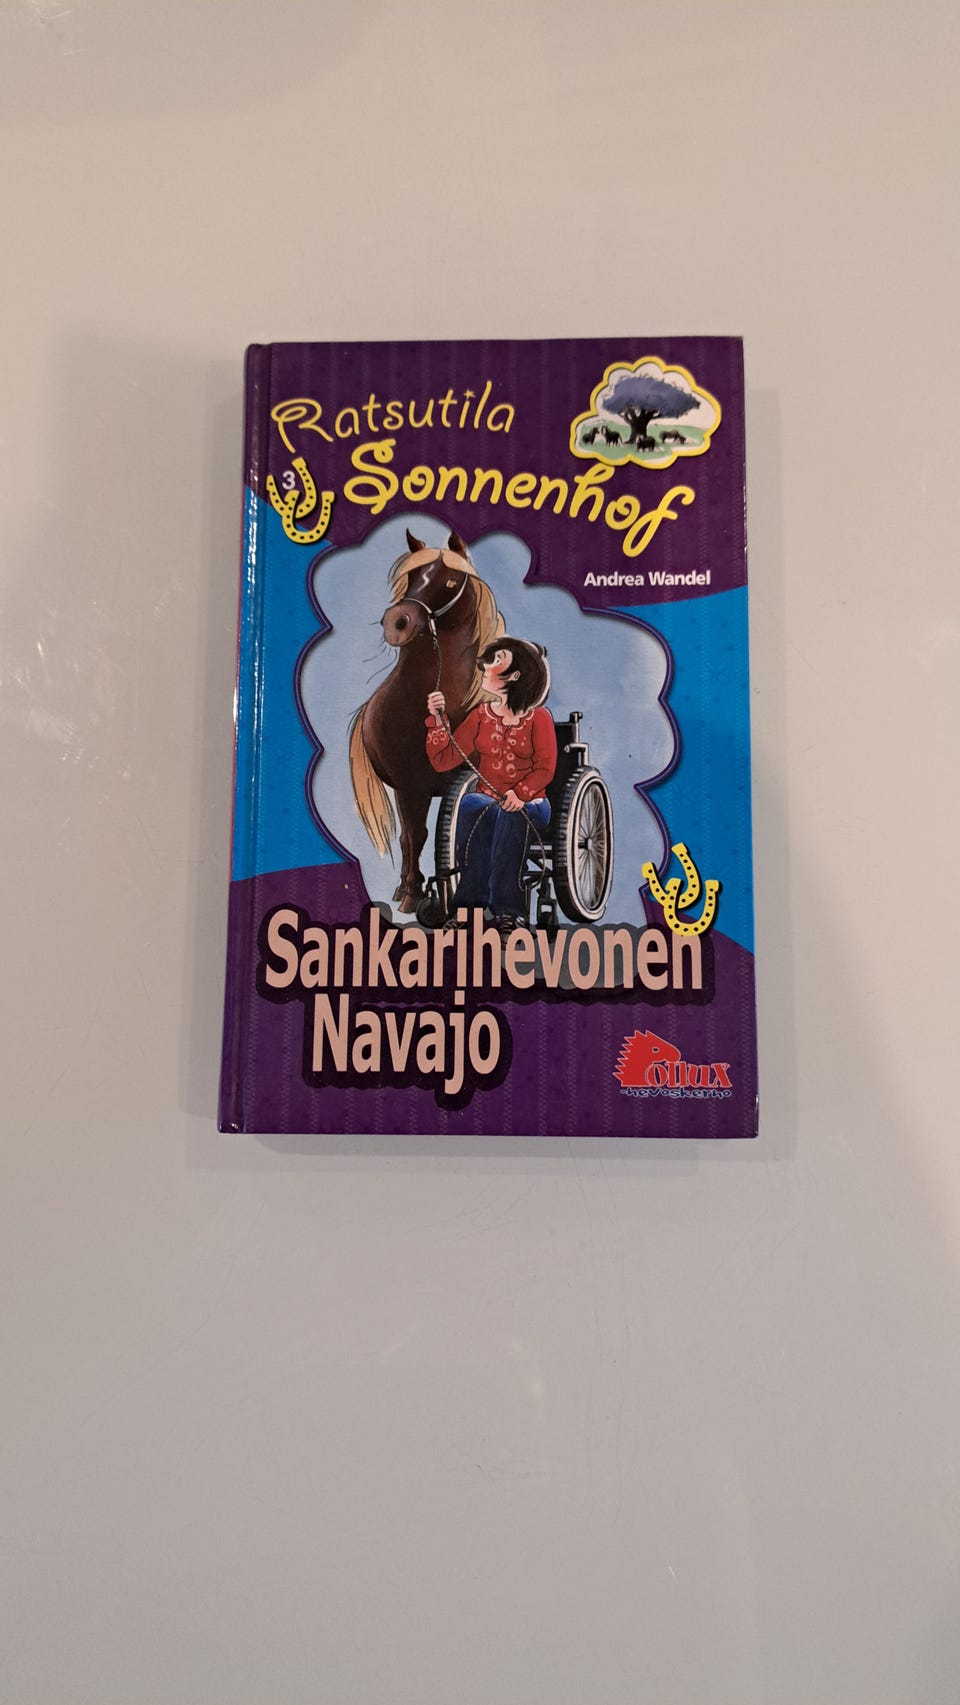 Ratsutila
3
Sonnenhof
Andrea Wandel
Sankarihevonen
Navajo
Pollux
-hevoskerho